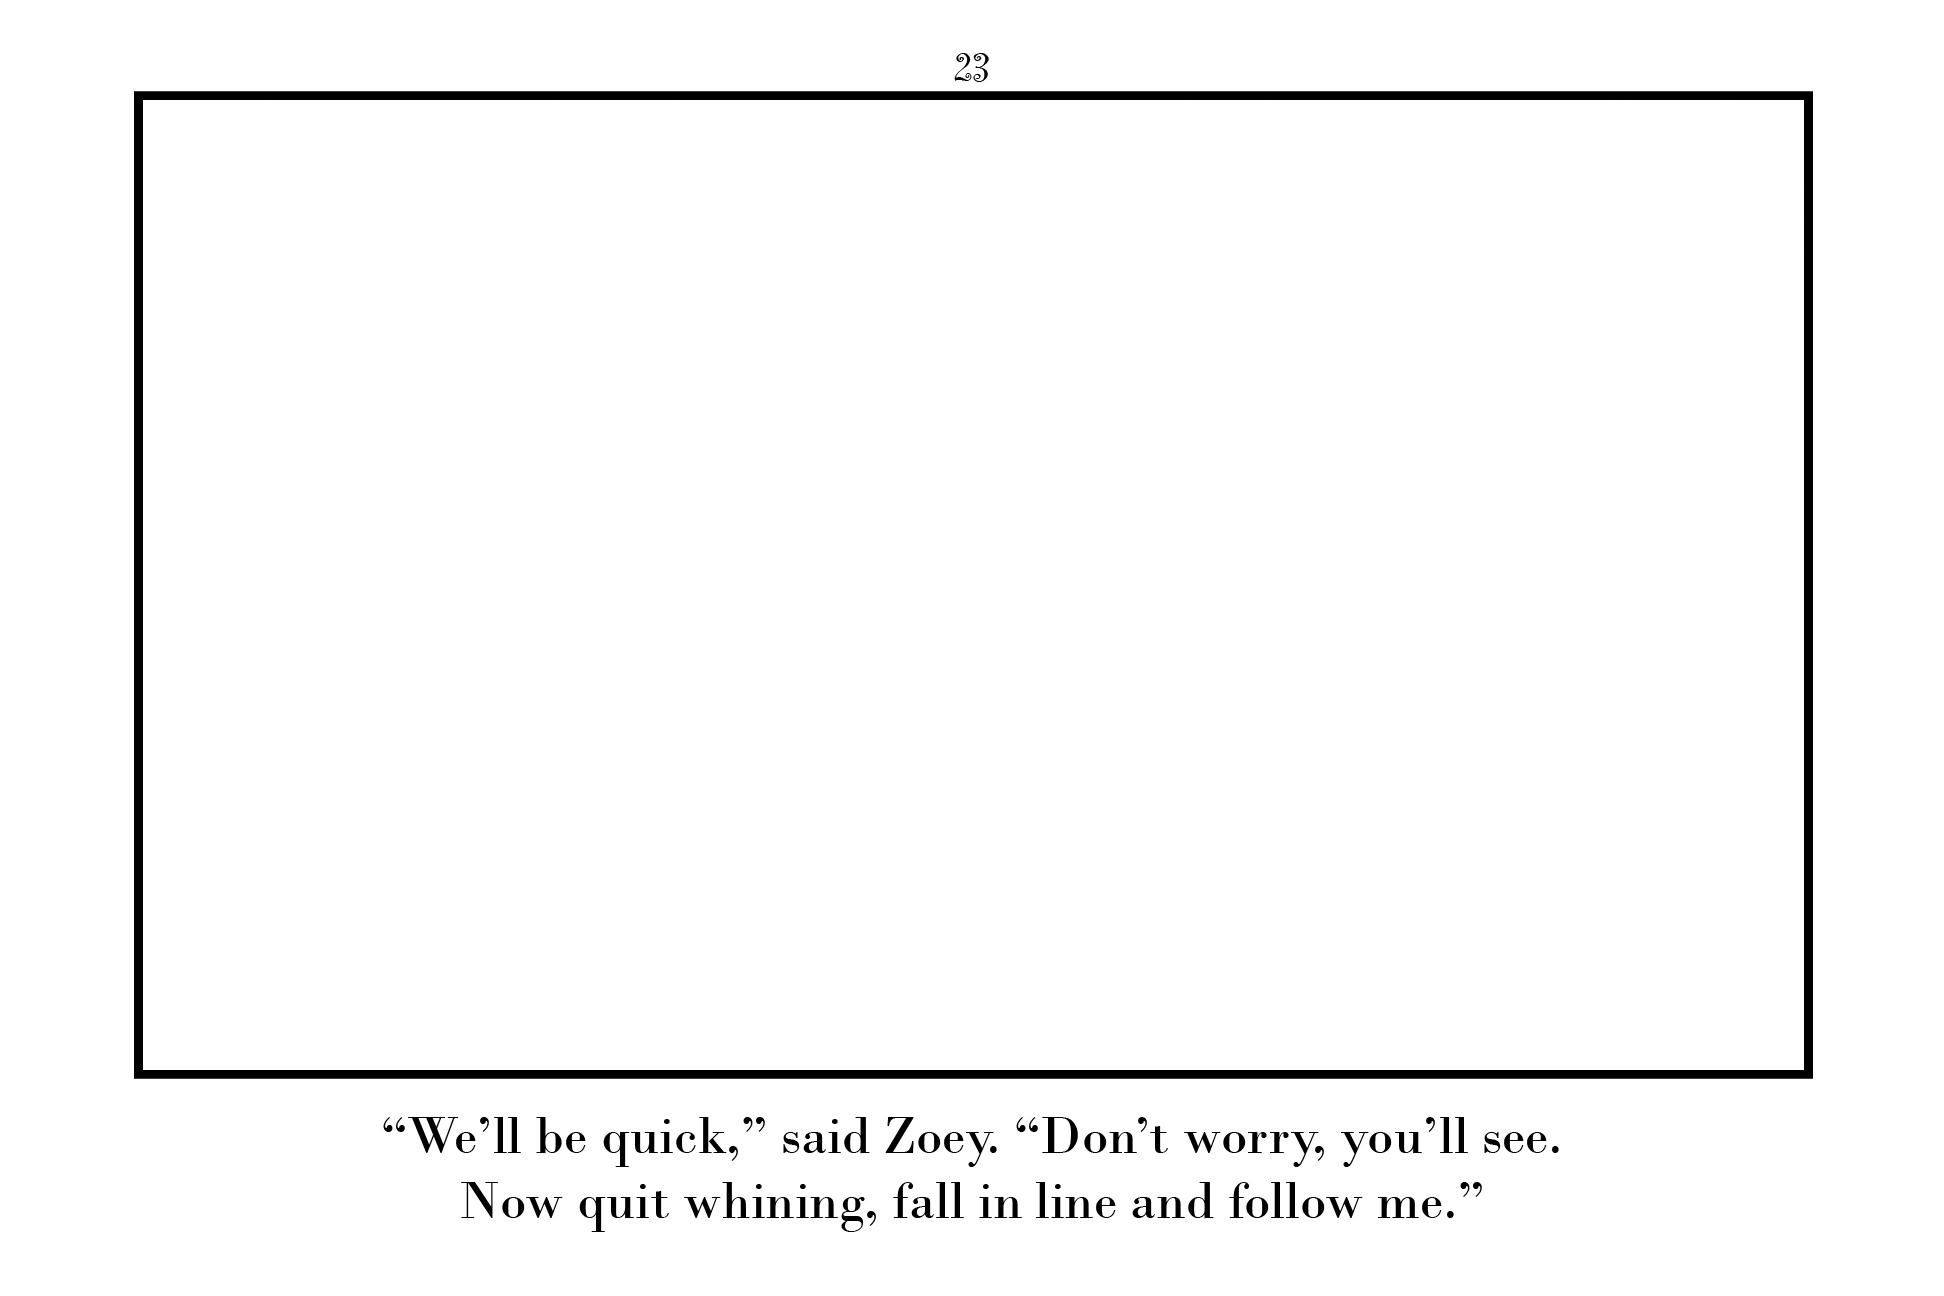 23
“We’ll be quick,” said Zoey. “Don’t worry, you’ll see.
Now quit whining, fall in line and follow me.”